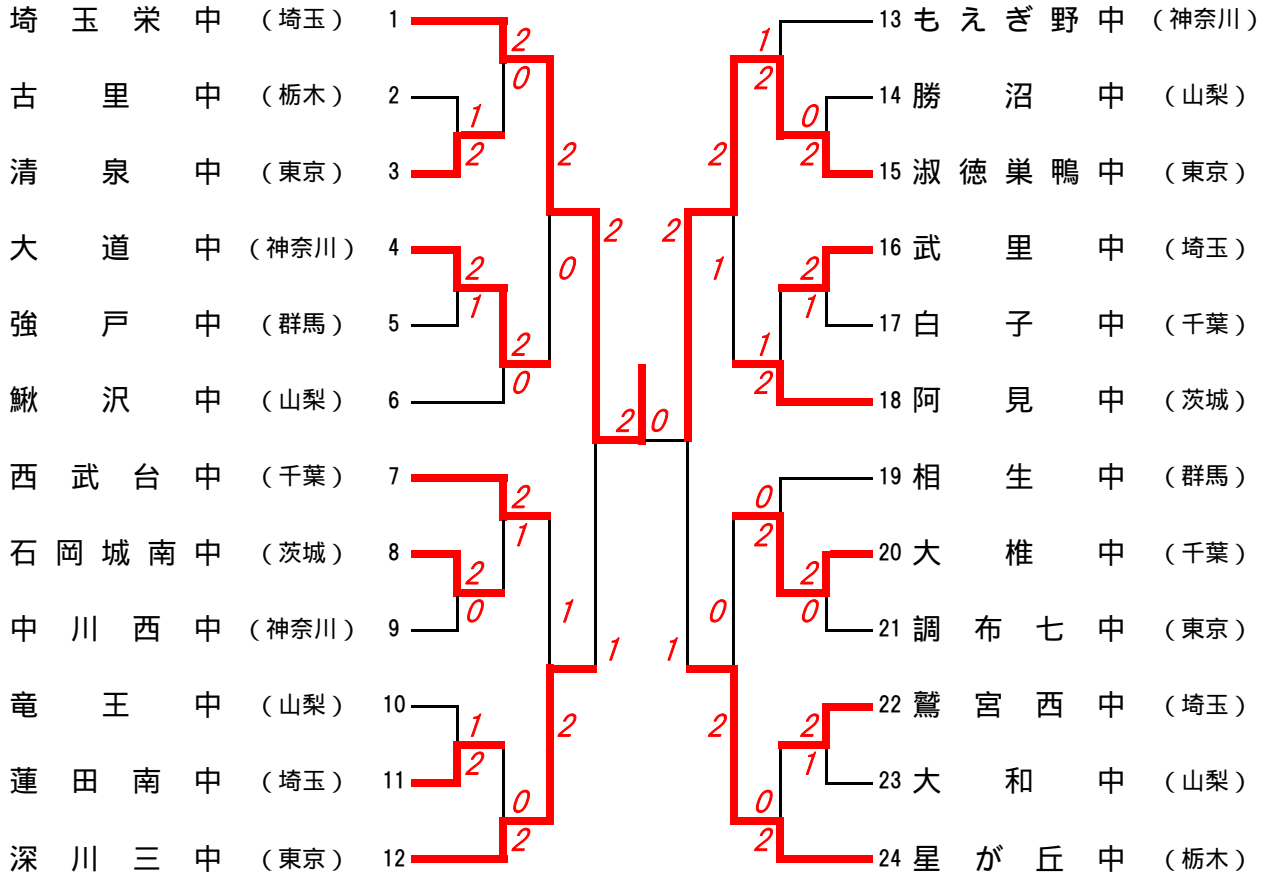 埼玉栄中 (埼玉) 1
古里中 (栃木) 2
清泉中 (東京) 3
大道中 (神奈川) 4
強戸中 (群馬) 5
鰍沢中 (山梨) 6
西武台中 (千葉) 7
石岡城南中 (茨城) 8
中川西中 (神奈川) 9
竜王中 (山梨) 10
蓮田南中 (埼玉) 11
深川三中 (東京) 12
2
0
1
2
2
1
2
0
2
0
2
1
2
0
1
2
0
2
1
2
2
1
2 0
2
1
2
1
0
2
1
2
0
2
2
1
1
2
0
2
2
0
2
1
0
2
13 もえぎ野中 (神奈川)
14 勝沼中 (山梨)
15 淑徳巣鴨中 (東京)
16 武里中 (埼玉)
17 白子中 (千葉)
18 阿見中 (茨城)
19 相生中 (群馬)
20 大椎中 (千葉)
21 調布七中 (東京)
22 鷲宮西中 (埼玉)
23 大和中 (山梨)
24 星が丘中 (栃木)